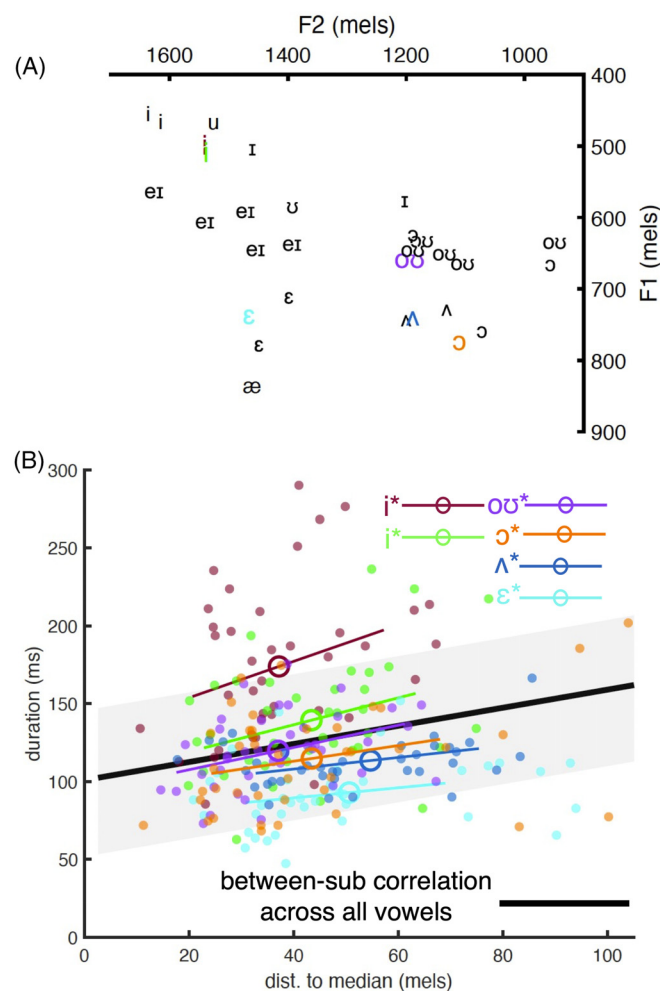 F2 (mels)
(A)
1600 1400 1200 1000
400
i i u
i
i ɪ
500
eɪ ɪ
eɪ eɪ ʊ
600
eɪ eɪ ɔ oʊ oʊ
oʊ oʊ oʊ ɔ
oʊ
F1 (mels)
700
ɛ
ɛ ʌ ʌ ʌ
ɛ ɔ ɔ
800
æ
900
(B)
300
i* oʊ*
i* ɔ*
250
ʌ*
ɛ*
200
duration (ms)
150
100
50
between-sub correlation
across all vowels
0
0 20 40 60 80 100
dist. to median (mels)